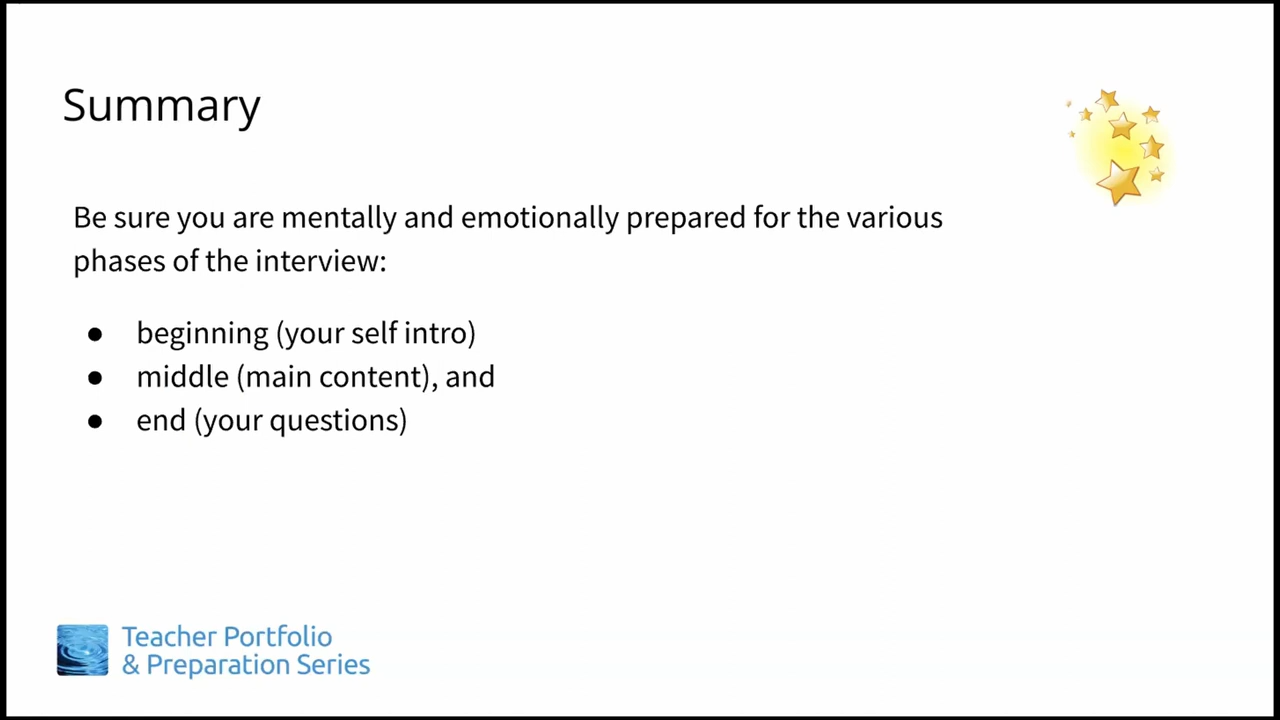 Summary
Be sure you are mentally and emotionally prepared for the various
phases of the interview:
● beginning (your self intro)
● middle (main content), and
● end (your questions)
Teacher Portfolio
& Preparation Series